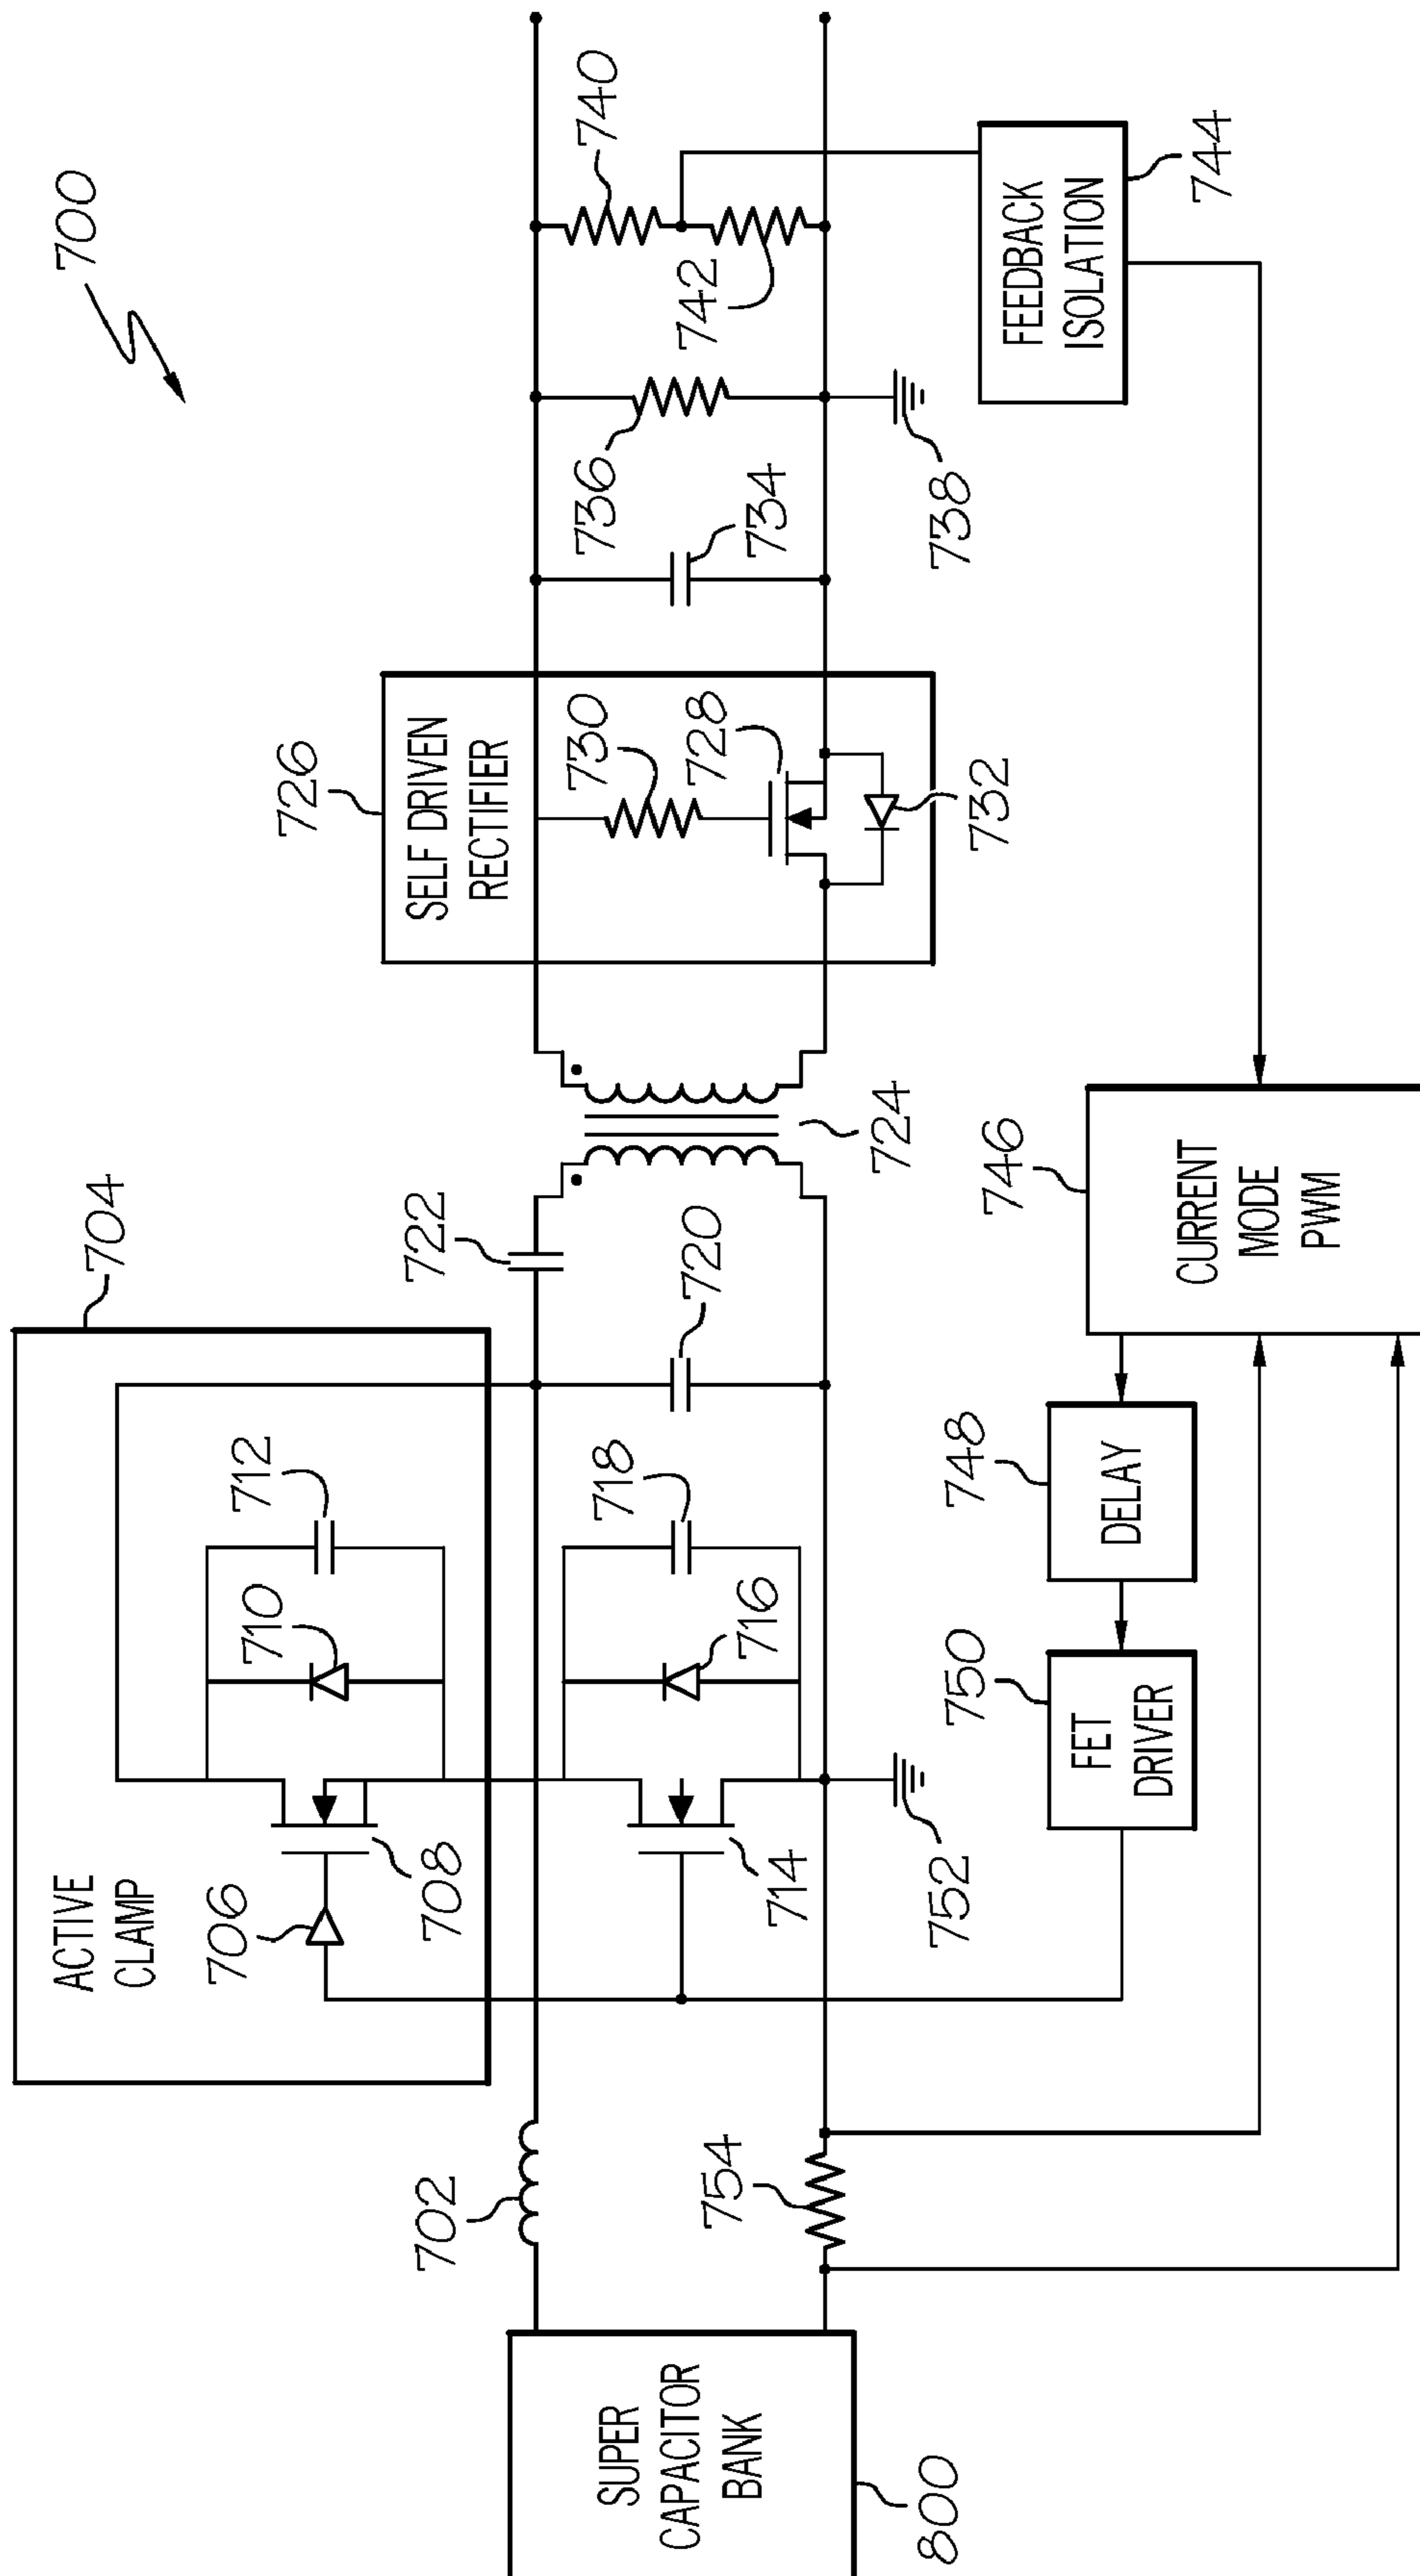 700
704
ACTIVE
CLAMP
706
708
710
712
702
714
716
718
720
722
724
726
SELF DRIVEN
RECTIFIER
730
728
732
734
736
738
740
742
FEEDBACK
ISOLATION
744
SUPER
CAPACITOR
BANK
800
754
752
FET
DRIVER
750
DELAY
748
CURRENT
MODE
PWM
746